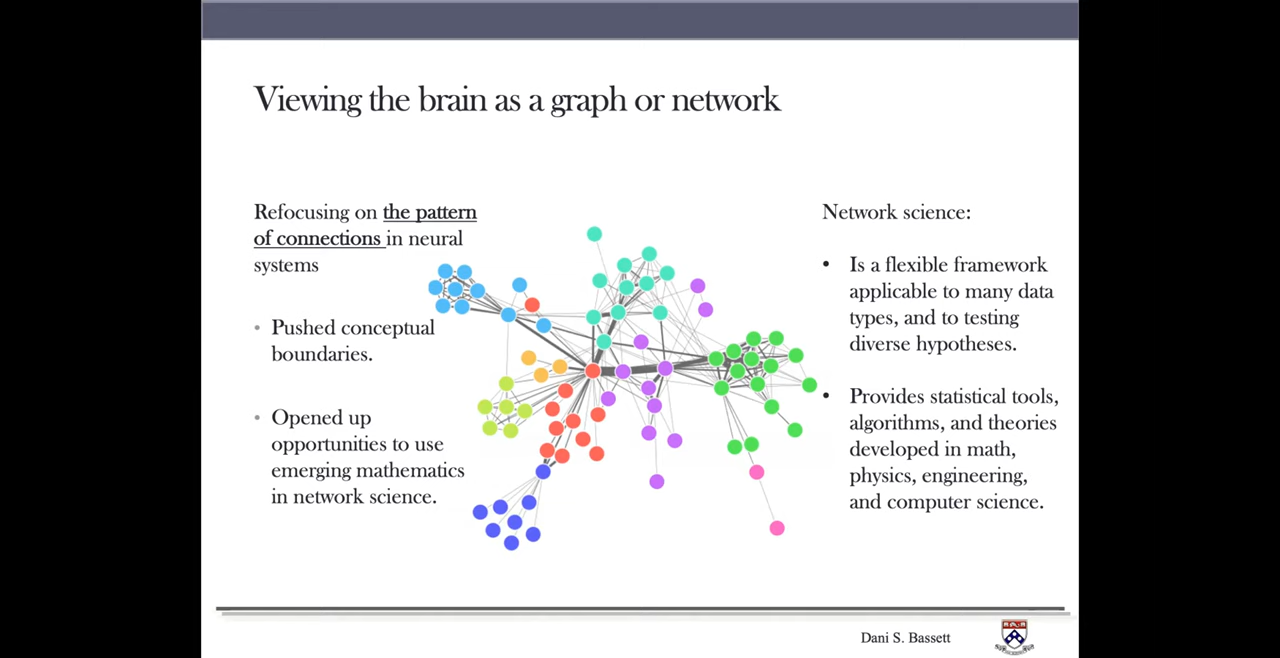 Viewing the brain as a graph or network
Refocusing on the pattern
of connections in neural
systems
• Pushed conceptual
boundaries.
• Opened up
opportunities to use
emerging mathematics
in network science.
Network science:
• Is a flexible framework
applicable to many data
types, and to testing
diverse hypotheses.
• Provides statistical tools,
algorithms, and theories
developed in math,
physics, engineering,
and computer science.
Dani S. Bassett